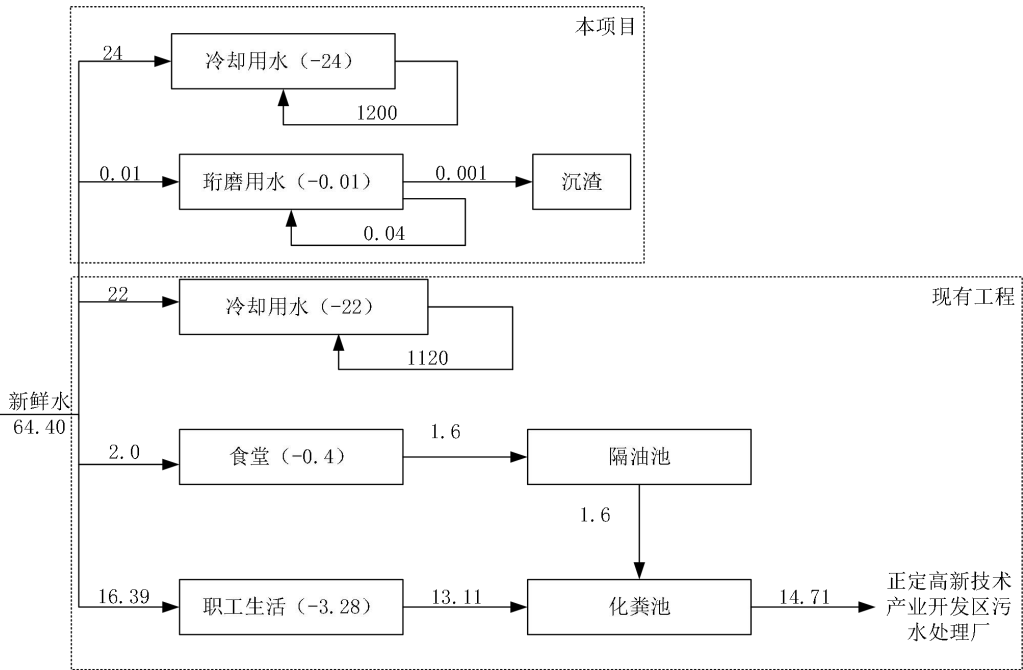 本项目
24
冷却用水（-24）
1200
0.01
珩磨用水（-0.01）
0.001
沉渣
0.04
现有工程
22
冷却用水（-22）
1120
新鲜水
64.40
2.0
食堂（-0.4）
1.6
隔油池
1.6
16.39
职工生活（-3.28）
13.11
化粪池
14.71
正定高新技术
产业开发区污
水处理厂